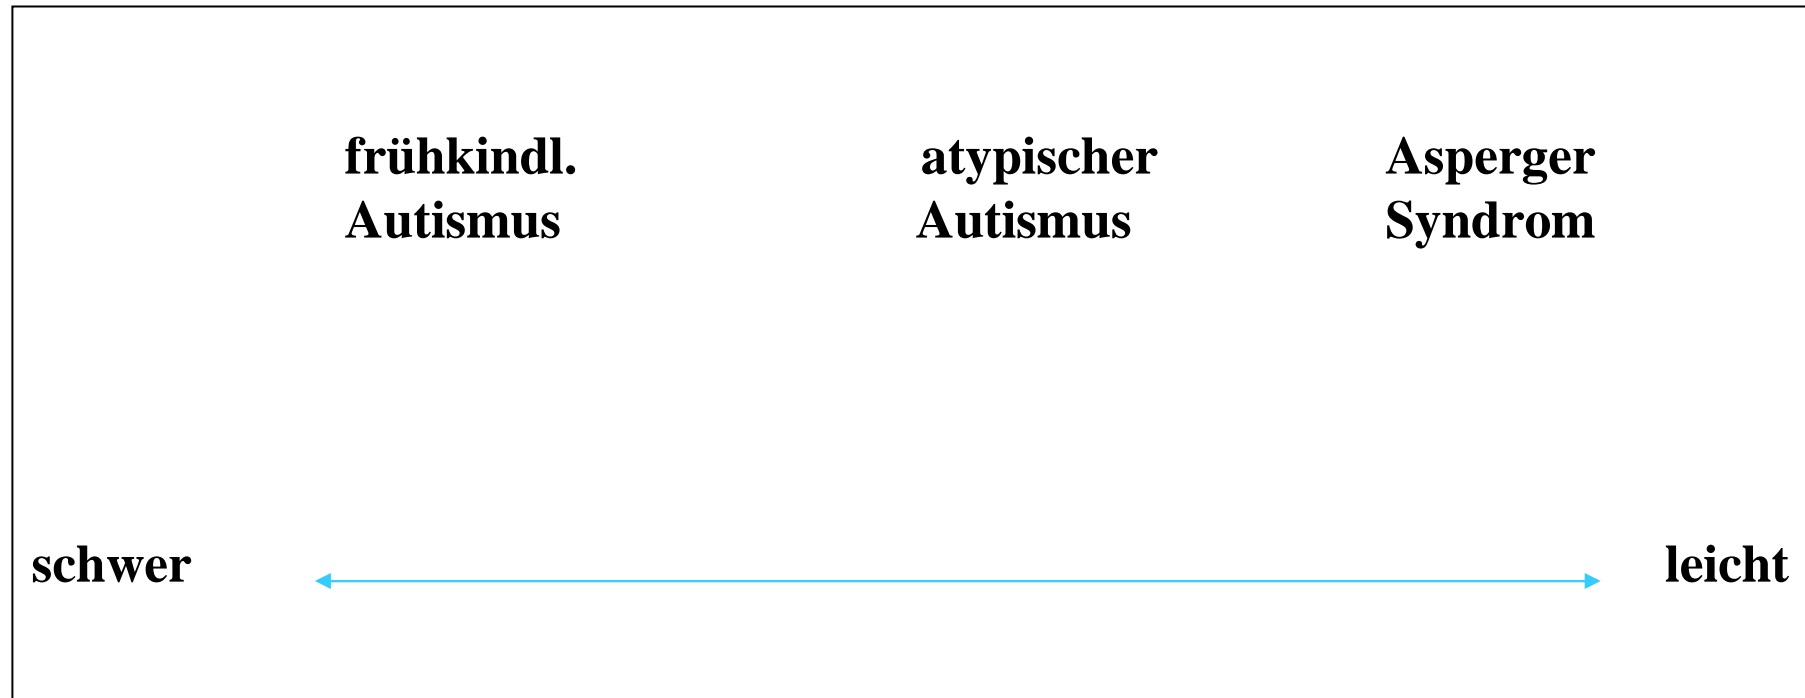 frühkindl. atypischer Asperger
Autismus Autismus Syndrom
schwer leicht